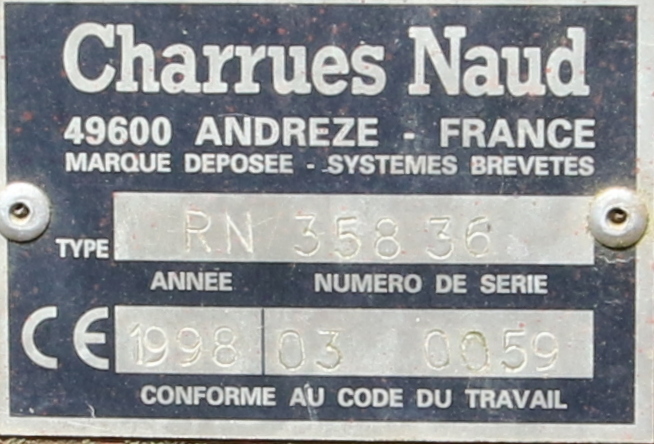 Charrues Naud
49600 ANDREZE - FRANCE
MARQUE DEPOSEE - SYSTEMES BREVETES
TYPE RN 358 36
ANNEE NUMERO DE SERIE
CE 1998 03 0059
CONFORME AU CODE DU TRAVAIL